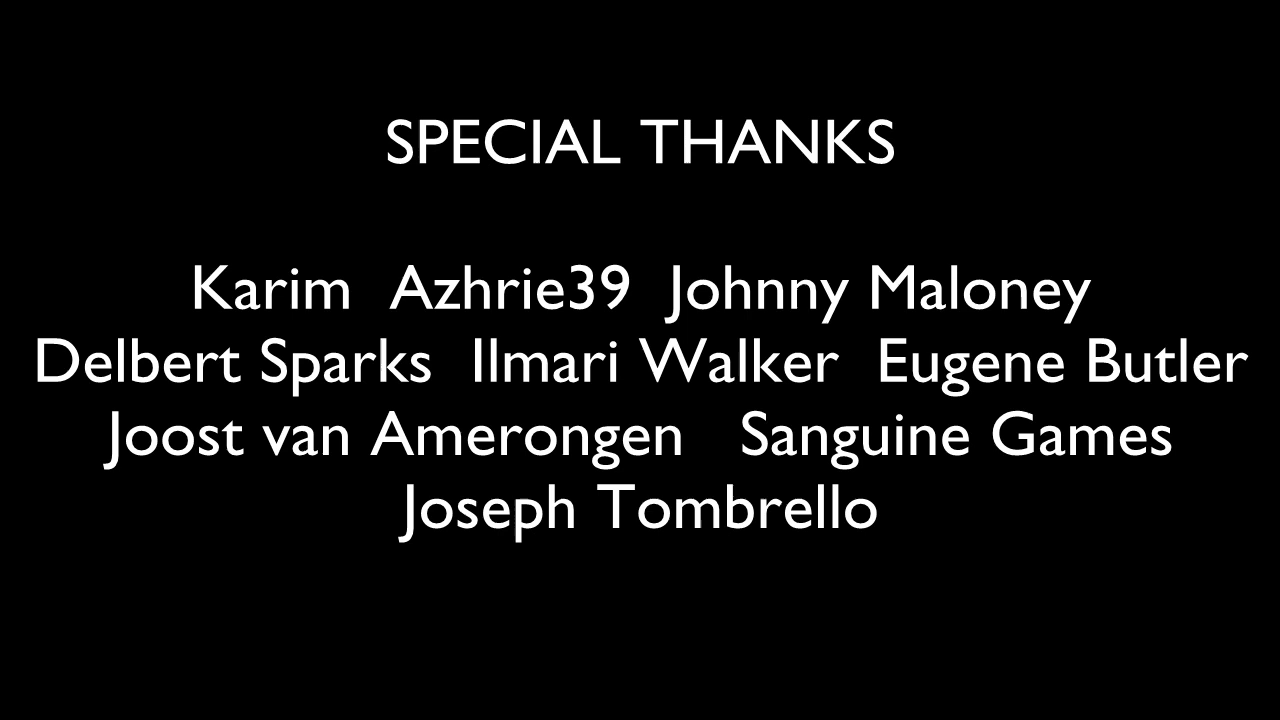 SPECIAL THANKS
Karim  Azhrie39  Johnny Maloney
Delbert Sparks  Ilmari Walker  Eugene Butler
Joost van Amerongen   Sanguine Games
Joseph Tombrello